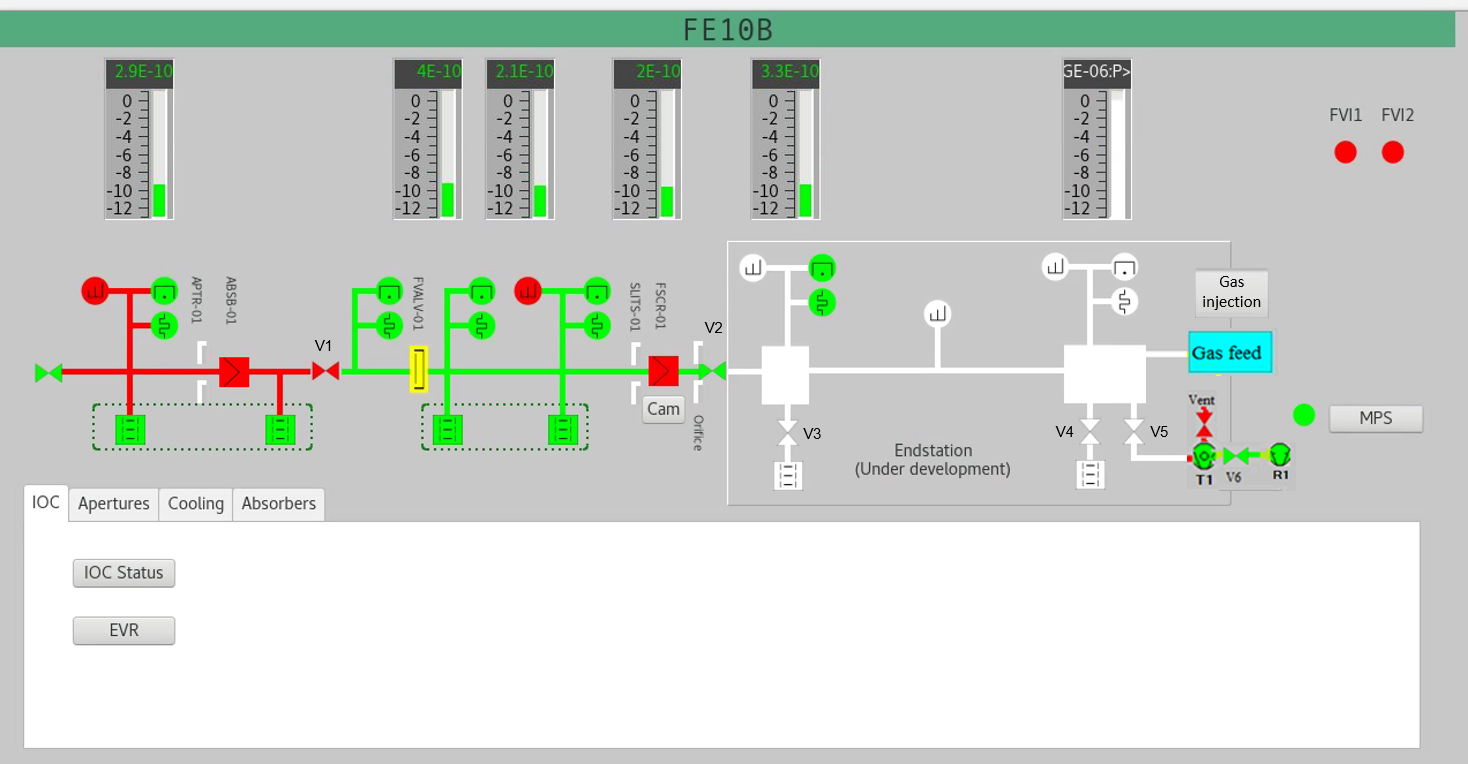 FE10B
2.9E-10
4E-10
2.1E-10
2E-10
3.3E-10
GE-06:P>
0
-2
-4
-6
-8
-10
-12
0
-2
-4
-6
-8
-10
-12
0
-2
-4
-6
-8
-10
-12
0
-2
-4
-6
-8
-10
-12
0
-2
-4
-6
-8
-10
-12
0
-2
-4
-6
-8
-10
-12
FVI1
FVI2
APTR-01
ABSB-01
V1
FVALV-01
SLITS-01
FSCR-01
V2
Cam
Orifice
V3
Endstation
(Under development)
V4
V5
Gas
injection
Gas feed
Vent
T1
V6
R1
MPS
IOC
Apertures
Cooling
Absorbers
IOC Status
EVR